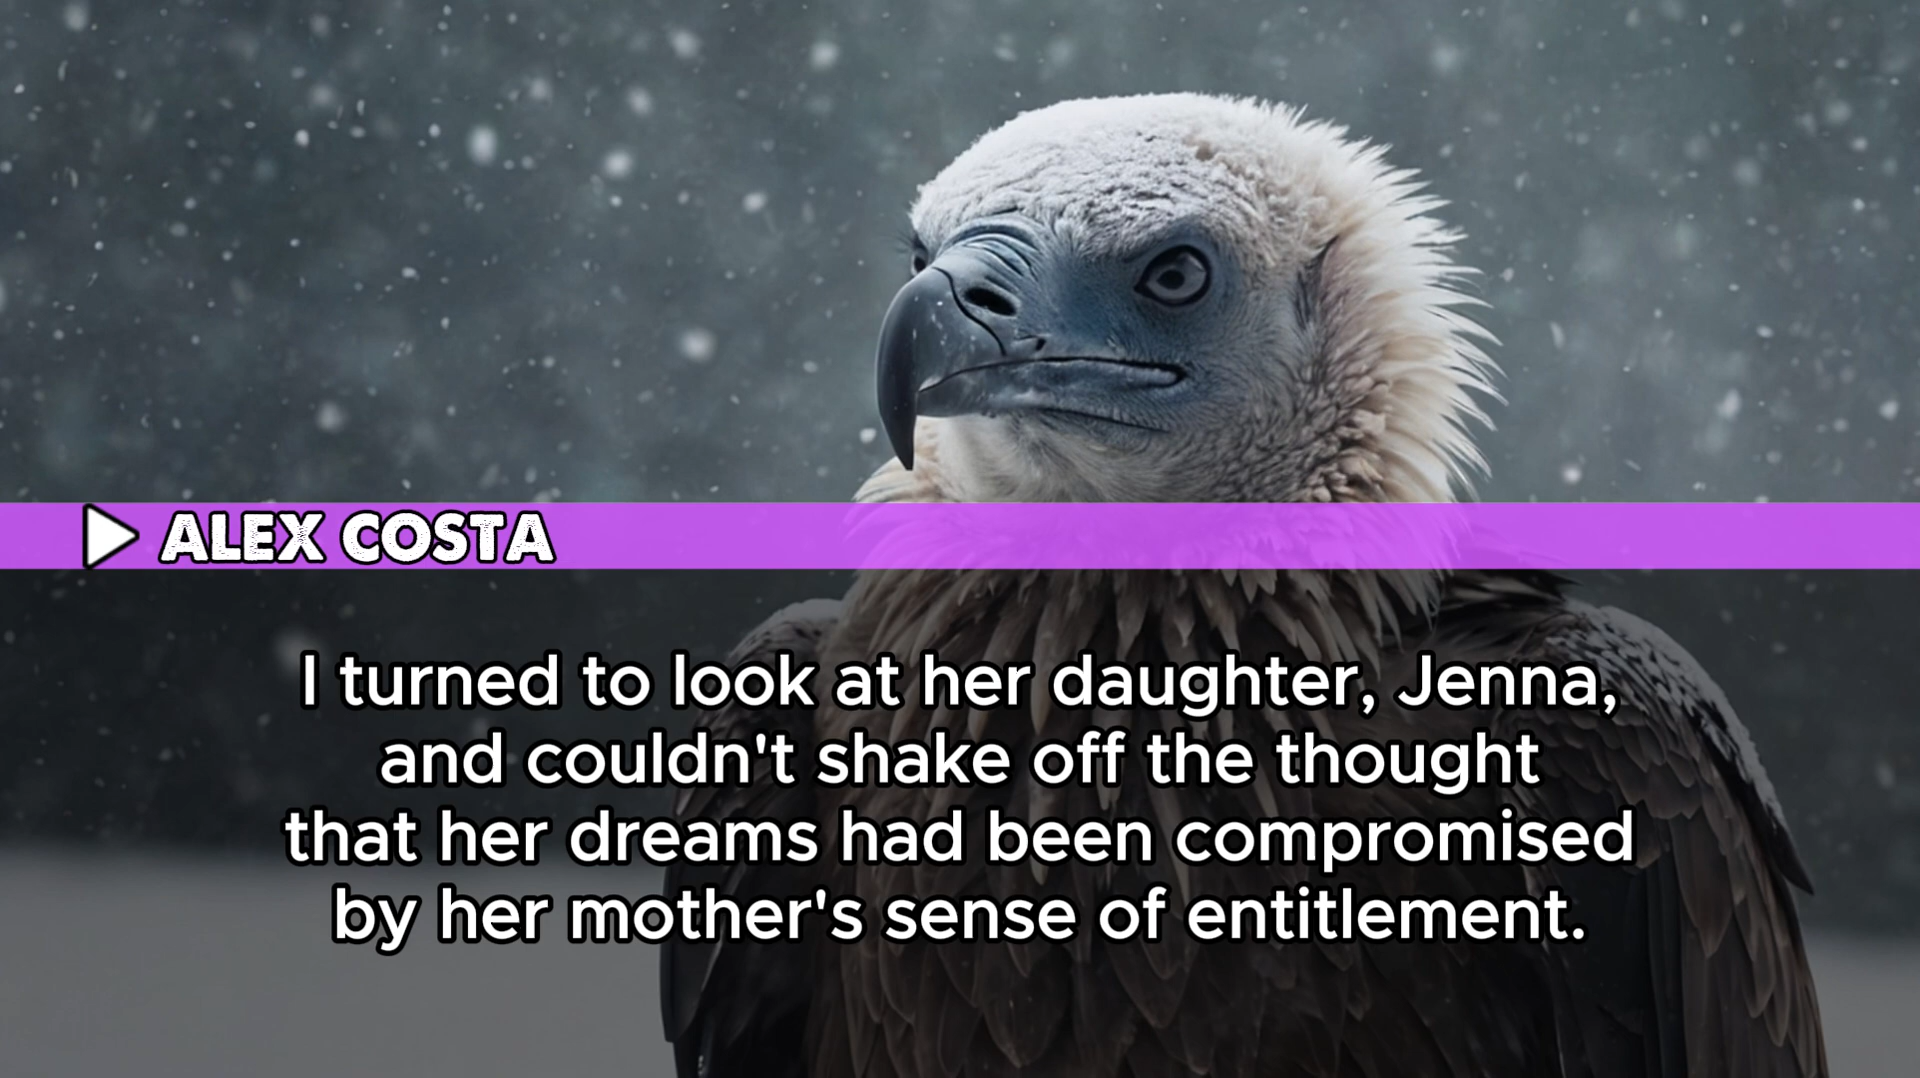 ALEX COSTA
I turned to look at her daughter, Jenna,
and couldn't shake off the thought
that her dreams had been compromised
by her mother's sense of entitlement.